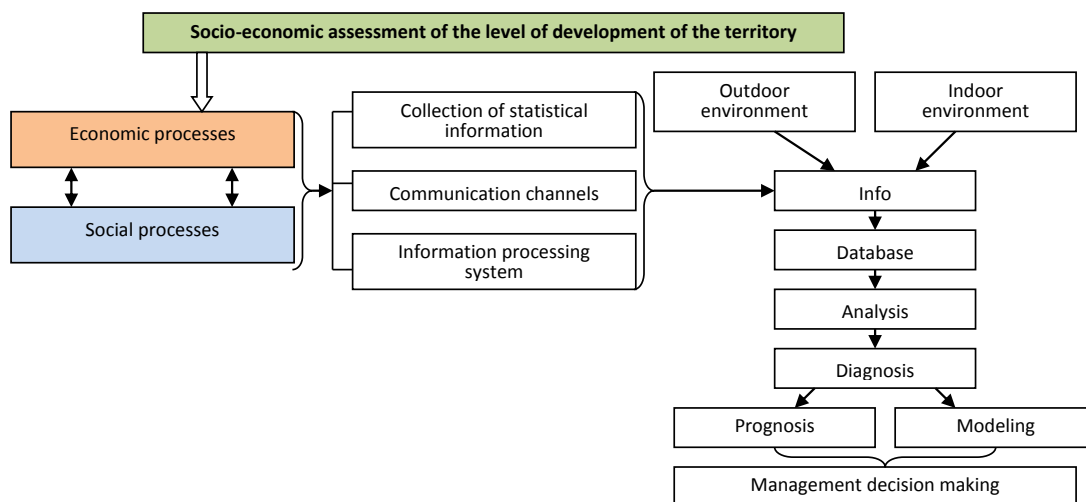 Socio-economic assessment of the level of development of the territory
Economic processes
Social processes
Collection of statistical
information
Communication channels
Information processing
system
Outdoor
environment
Indoor
environment
Info
Database
Analysis
Diagnosis
Prognosis
Modeling
Management decision making